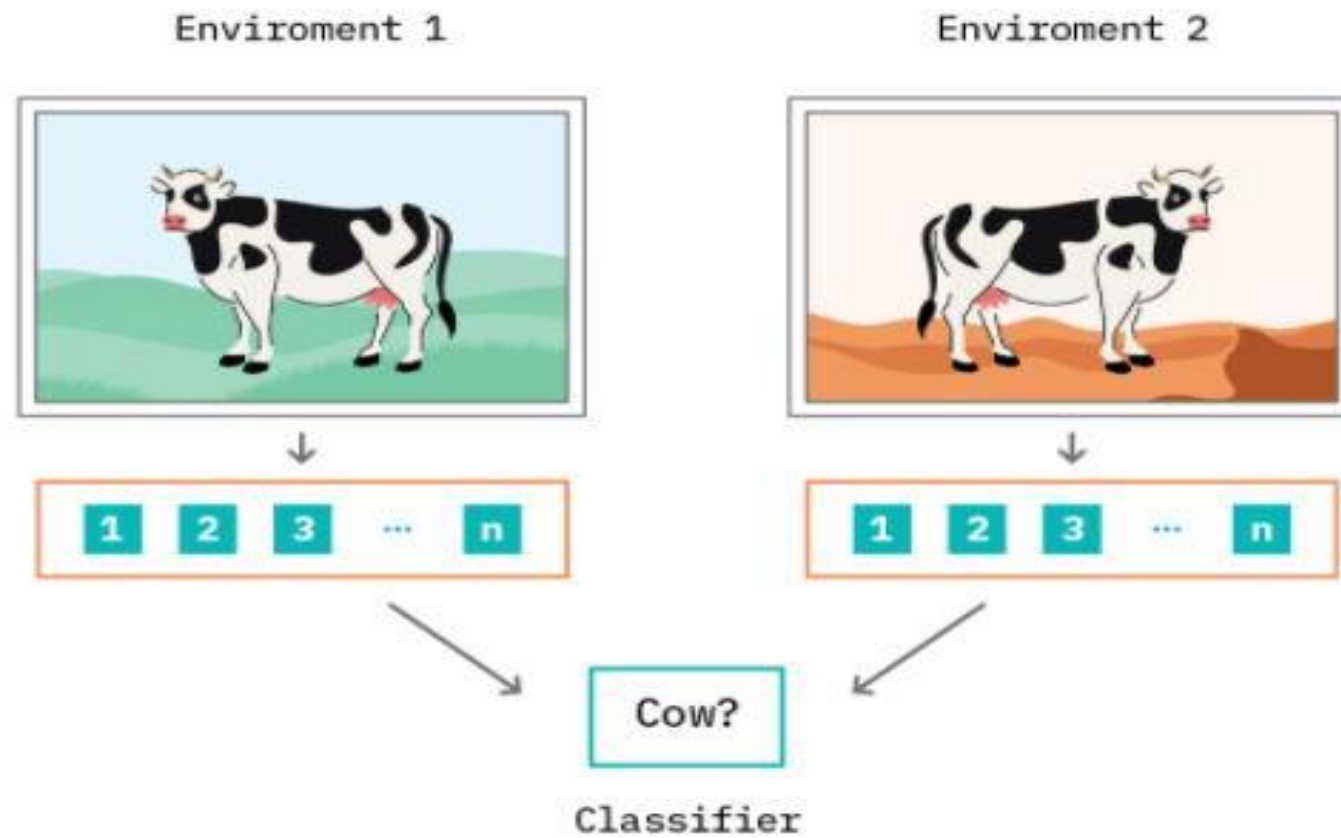 Enviroment 1
Enviroment 2
1 2 3 ... n
1 2 3 ... n
Cow?
Classifier